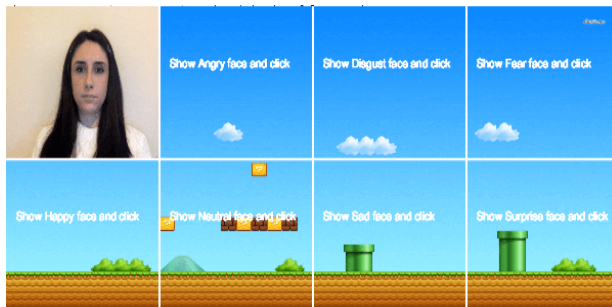 Show Angry face and click
Show Disgust face and click
Show Fear face and click
Show Happy face and click
Show Neutral face and click
Show Sad face and click
Show Surprise face and click